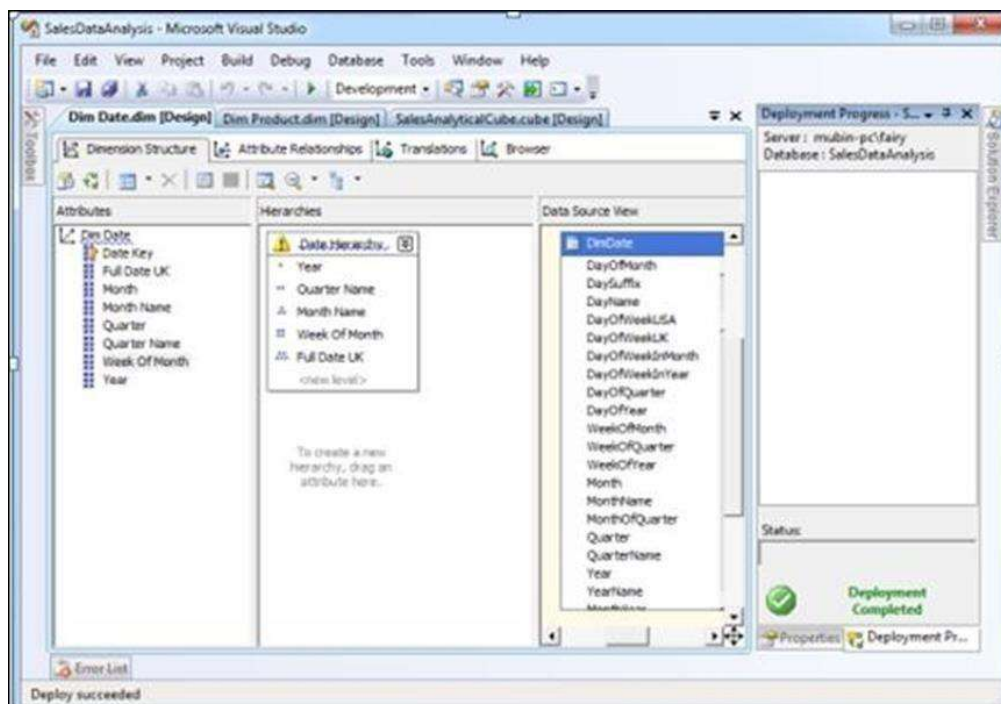 SalesDataAnalysis - Microsoft Visual Studio
File Edit View Project Build Debug Database Tools Window Help
Development
Toolbox
Dim Date.dim [Design] Dim Product.dim [Design] SalesAnalyticalCube.cube [Design]
Dimension Structure Attribute Relationships Translations Browser
Attributes
Dim Date
Date Key
Full Date UK
Month
Month Name
Quarter
Quarter Name
Week Of Month
Year
Hierarchies
Date Hierarchy
Year
Quarter Name
Month Name
Week Of Month
Full Date UK
<new level>
To create a new
hierarchy, drag an
attribute here.
Data Source View
DimDate
DayOfMonth
DaySuffix
DayName
DayOfWeekUSA
DayOfWeekUK
DayOfWeekInMonth
DayOfWeekInYear
DayOfQuarter
DayOfYear
WeekOfMonth
WeekOfQuarter
WeekOfYear
Month
MonthName
MonthOfQuarter
Quarter
QuarterName
Year
YearName
MonthYear
Deployment Progress - S...
Server : mubin-pc\fairy
Database : SalesDataAnalysis
Status:
Deployment
Completed
Properties Deployment Pr...
Solution Explorer
Error List
Deploy succeeded